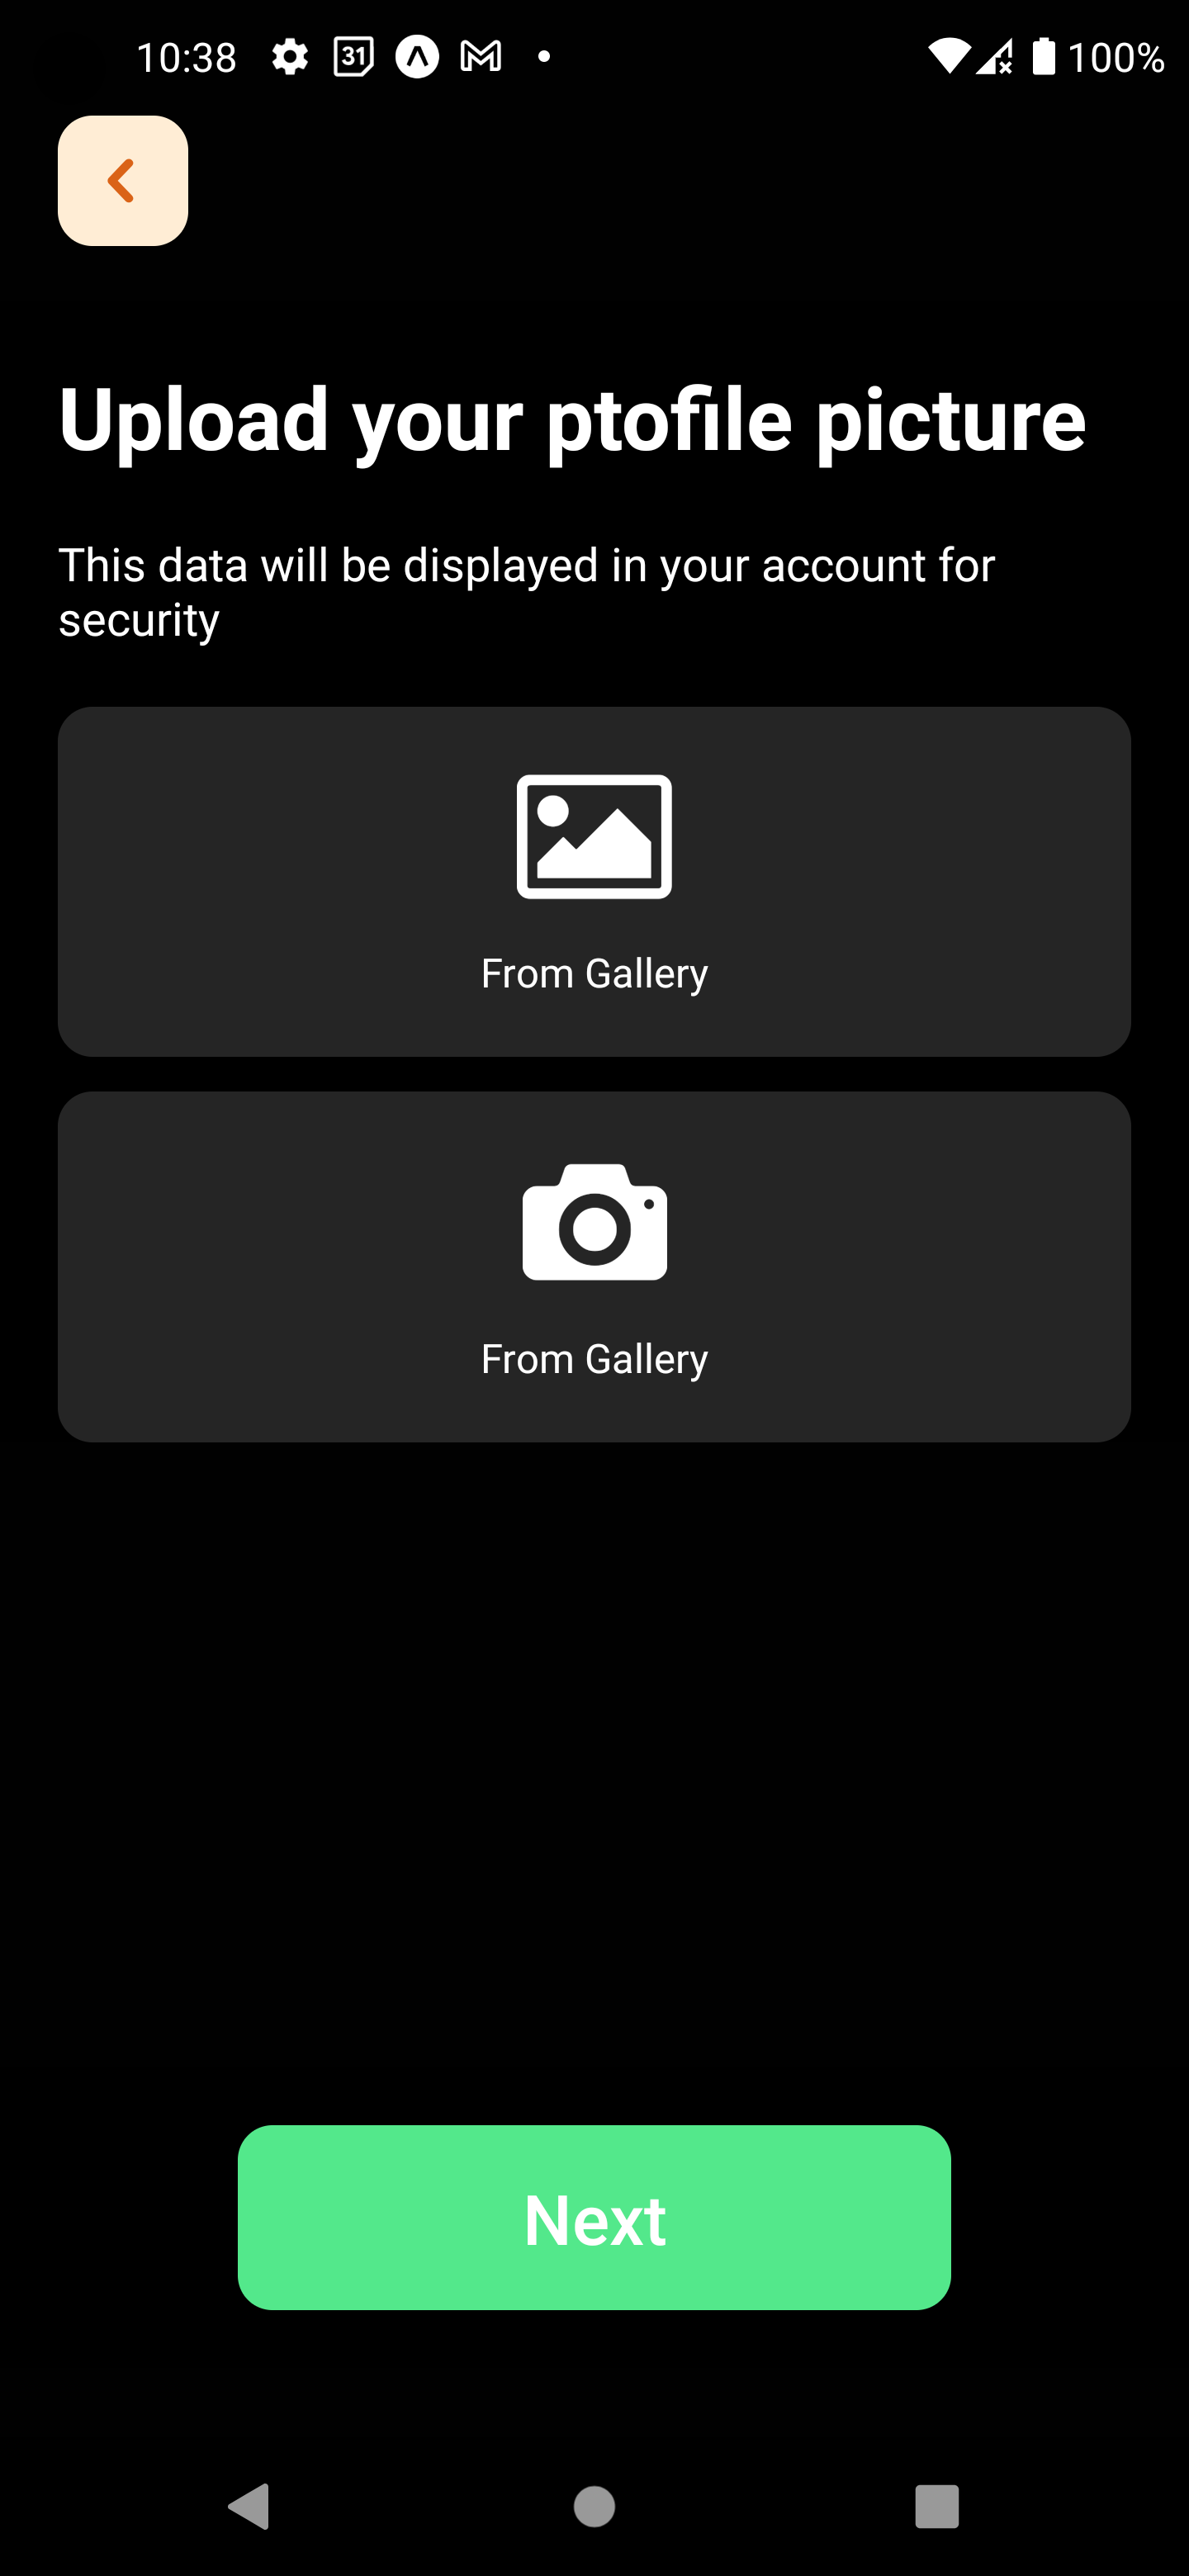 10:38 31 100%
Upload your ptofile picture
This data will be displayed in your account for
security
From Gallery
From Gallery
Next